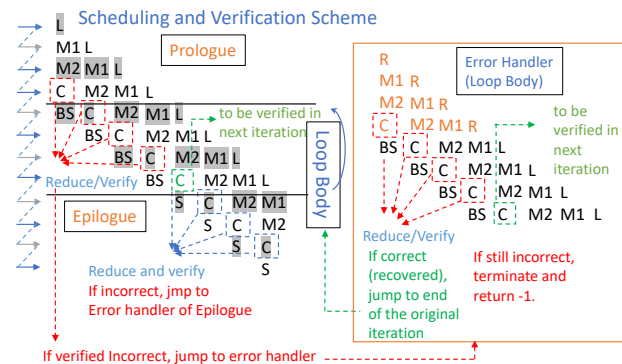 Scheduling and Verification Scheme
L
M1 L
M2 M1 L
C M2 M1 L
BS C M2 M1 L
BS C M2 M1 L
BS C M2 M1 L
BS C M2 M1 L
S C M2 M1
S C M2
S C
S
Prologue
to be verified in
next iteration
Loop Body
Reduce/Verify
Epilogue
Reduce and verify
If incorrect, jmp to
Error handler of Epilogue
If verified Incorrect, jump to error handler
Error Handler
(Loop Body)
R
M1 R
M2 M1 R
C M2 M1 R
BS C M2 M1 L
BS C M2 M1 L
BS C M2 M1 L
BS C M2 M1 L
to be
verified in
next
iteration
Reduce/Verify
If correct
(recovered),
jump to end
of the original
iteration
If still incorrect,
terminate and
return -1.